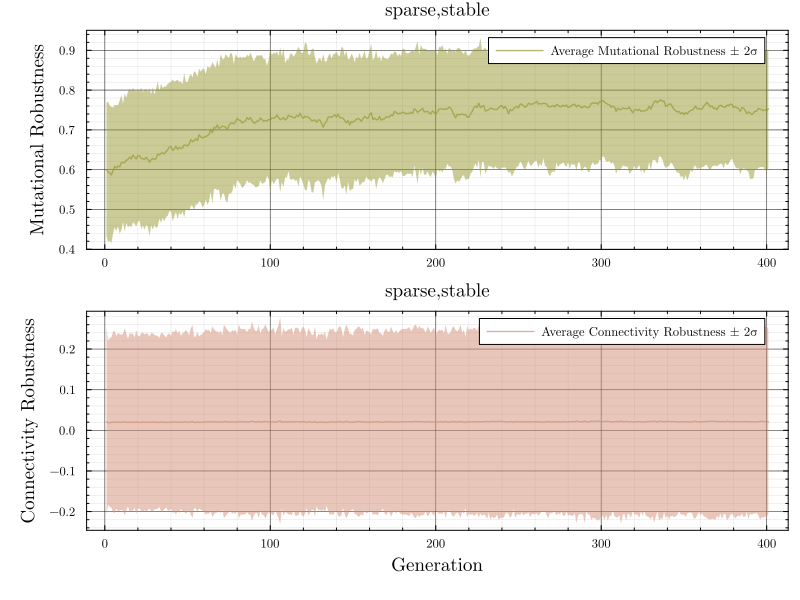 sparse,stable
Mutational Robustness
Average Mutational Robustness ± 2σ
0.9
0.8
0.7
0.6
0.5
0.4
0 100 200 300 400
sparse,stable
Connectivity Robustness
Average Connectivity Robustness ± 2σ
0.2
0.1
0.0
−0.1
−0.2
0 100 200 300 400
Generation